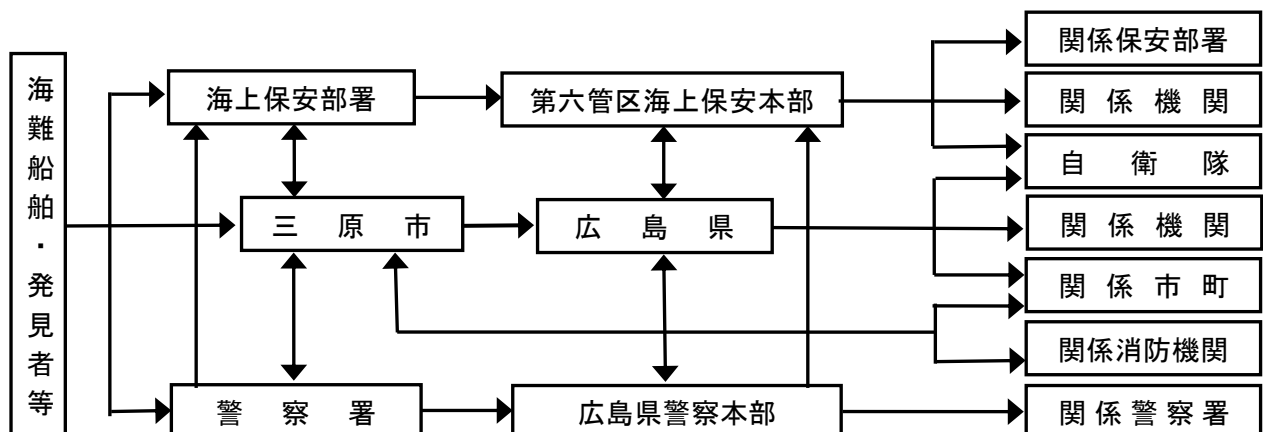 海難船舶・発見者等
海上保安部署
第六管区海上保安本部
関係保安部署
関係機関
自衛隊
三原市
広島県
関係機関
関係市町
関係消防機関
警察署
広島県警察本部
関係警察署